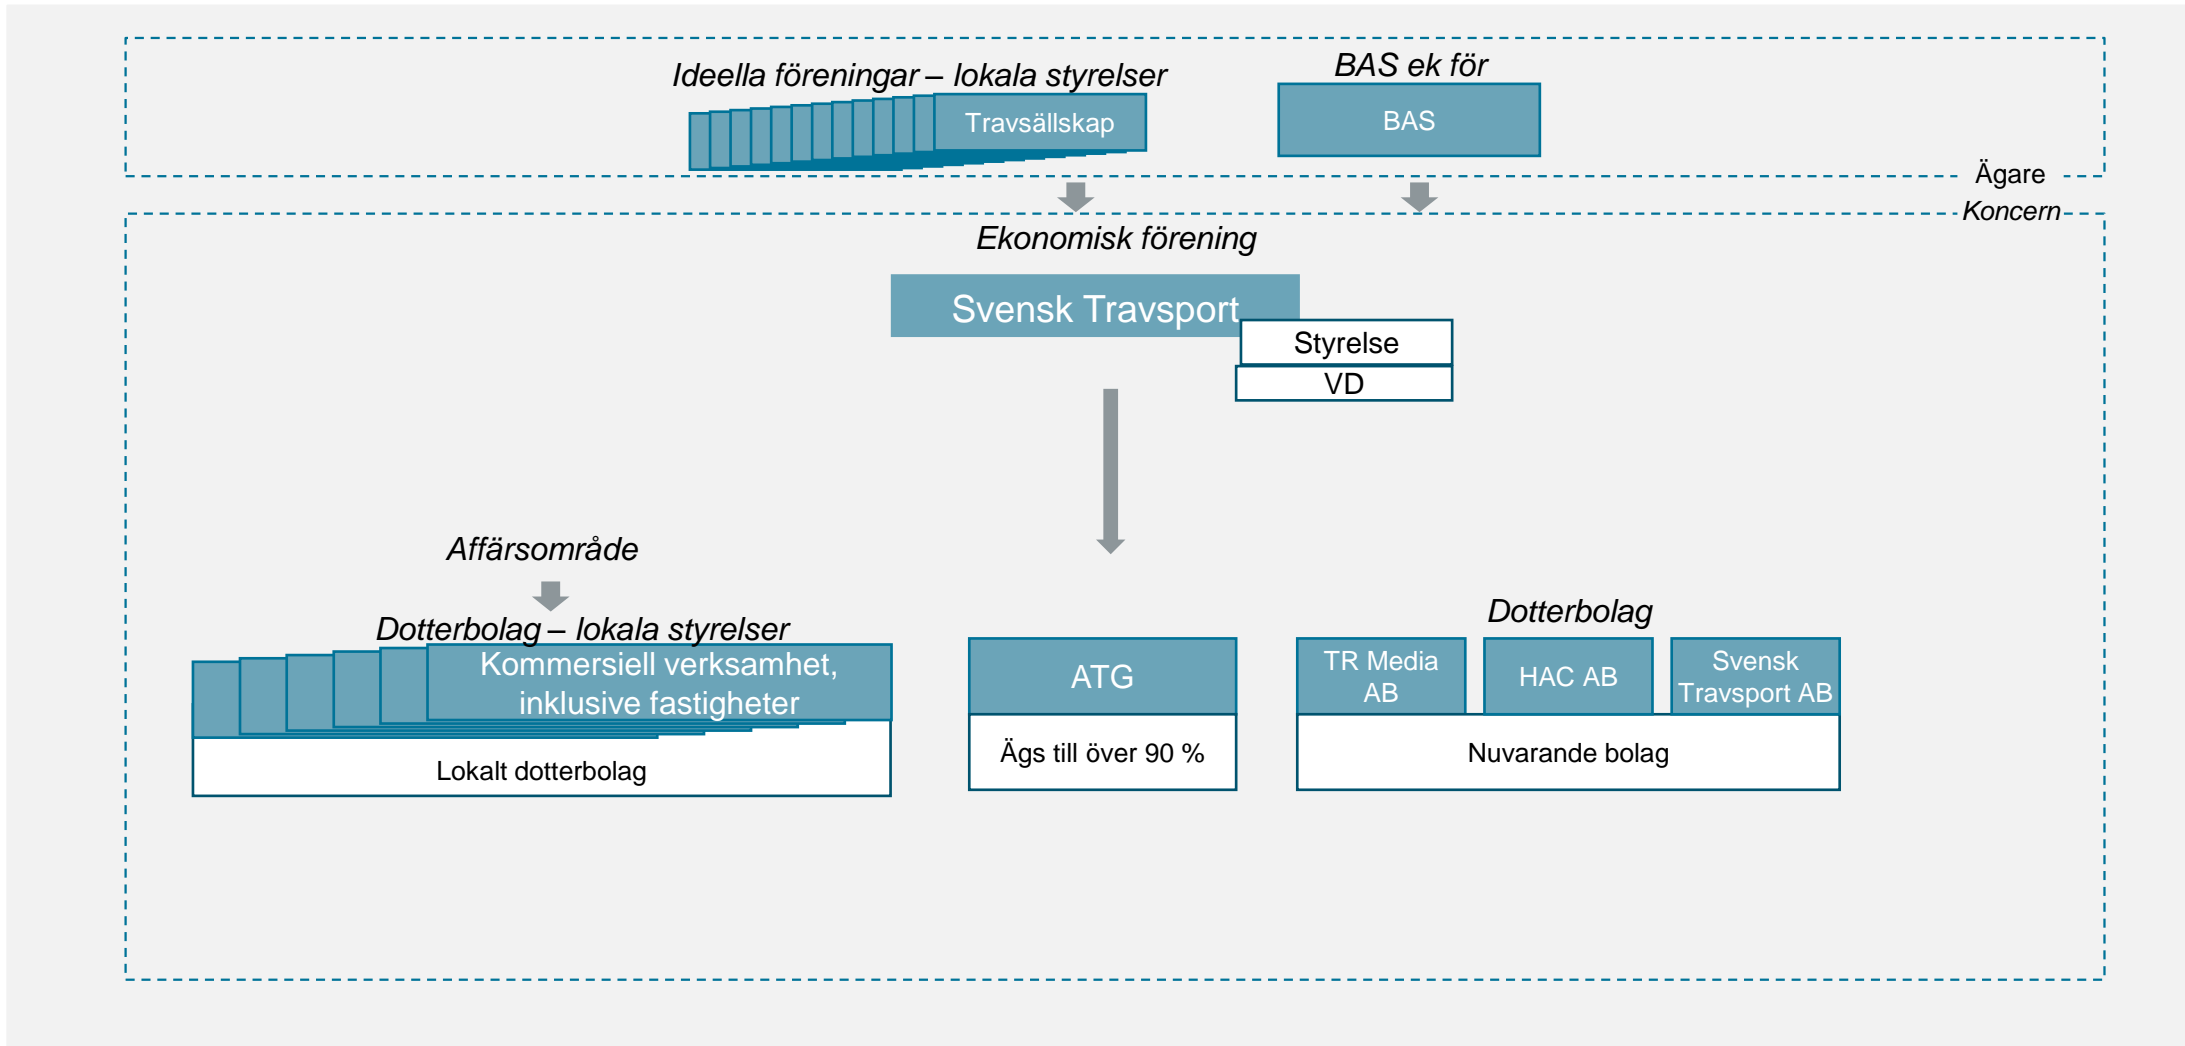 Ideella föreningar – lokala styrelser
BAS ek för
Travsällskap
BAS
Ägare
Koncern
Ekonomisk förening
Svensk Travsport
Styrelse
VD
Affärsområde
Dotterbolag – lokala styrelser
Kommersiell verksamhet,
inklusive fastigheter
Lokalt dotterbolag
ATG
Ägs till över 90 %
Dotterbolag
TR Media
AB
HAC AB
Svensk
Travsport AB
Nuvarande bolag